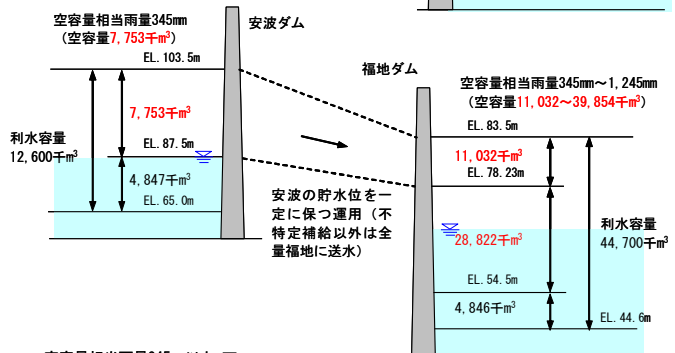 空容量相当雨量345mm
（空容量7,753千m³）
安波ダム
EL.103.5m
7,753千m³
利水容量
12,600千m³
EL.87.5m
4,847千m³
EL.65.0m
安波の貯水位を一
定に保つ運用（不
特定補給以外は全
量福地に送水）
福地ダム
空容量相当雨量345mm～1,245mm
（空容量11,032～39,854千m³）
EL.83.5m
11,032千m³
EL.78.23m
28,822千m³
利水容量
44,700千m³
EL.54.5m
4,846千m³
EL.44.6m